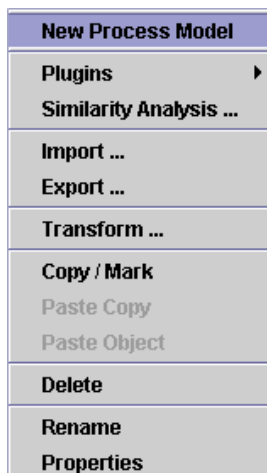 New Process Model
Plugins
Similarity Analysis ...
Import ...
Export ...
Transform ...
Copy / Mark
Paste Copy
Paste Object
Delete
Rename
Properties